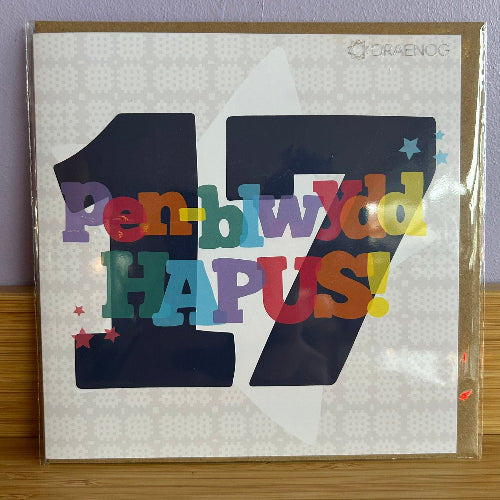 DRAENOG
17
Pen-blwydd
HAPUS!